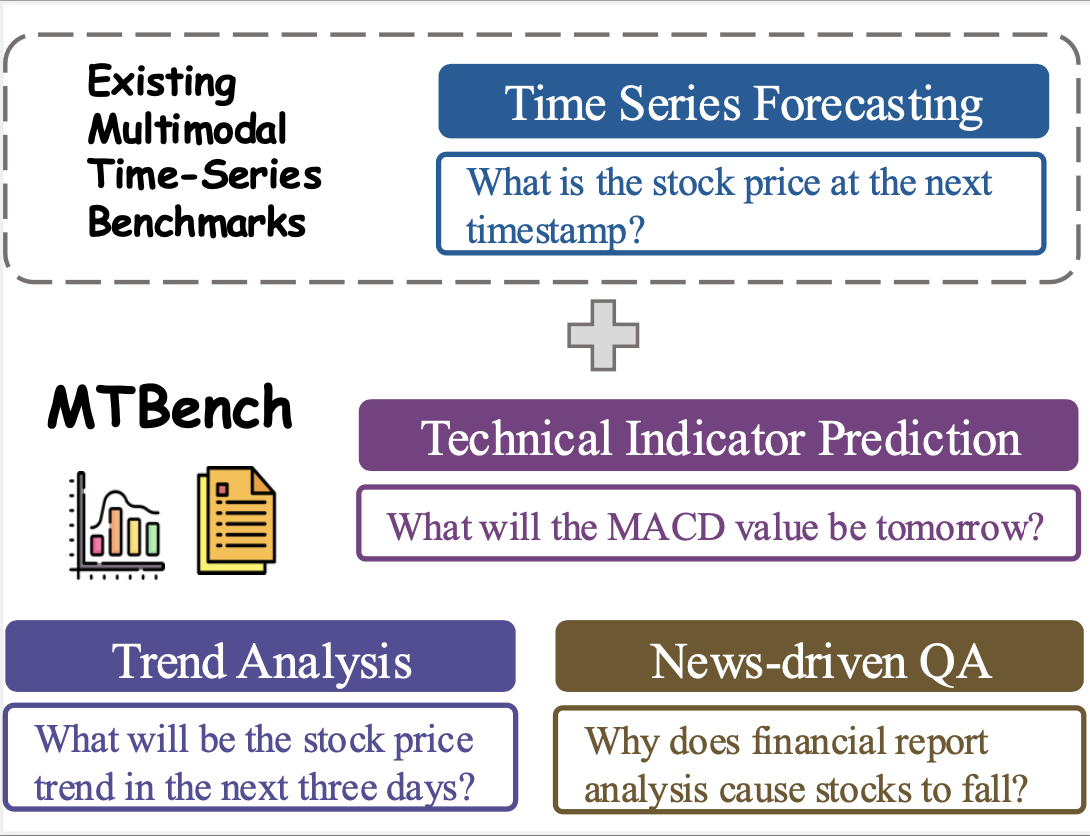 Existing
Multimodal
Time-Series
Benchmarks
Time Series Forecasting
What is the stock price at the next
timestamp?
MTBench
Technical Indicator Prediction
What will the MACD value be tomorrow?
Trend Analysis
What will be the stock price
trend in the next three days?
News-driven QA
Why does financial report
analysis cause stocks to fall?